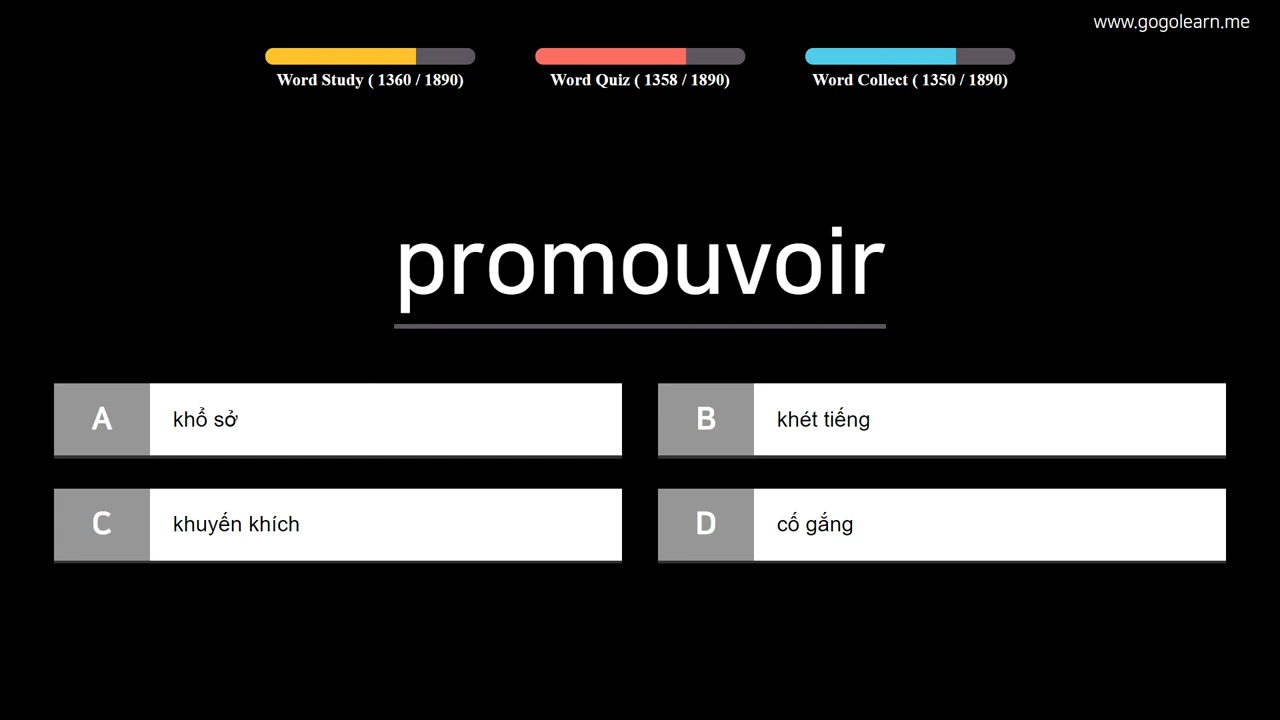 www.gogolearn.me
Word Study ( 1360 / 1890)
Word Quiz ( 1358 / 1890)
Word Collect ( 1350 / 1890)
promouvoir
A khổ sở
B khét tiếng
C khuyến khích
D cố gắng